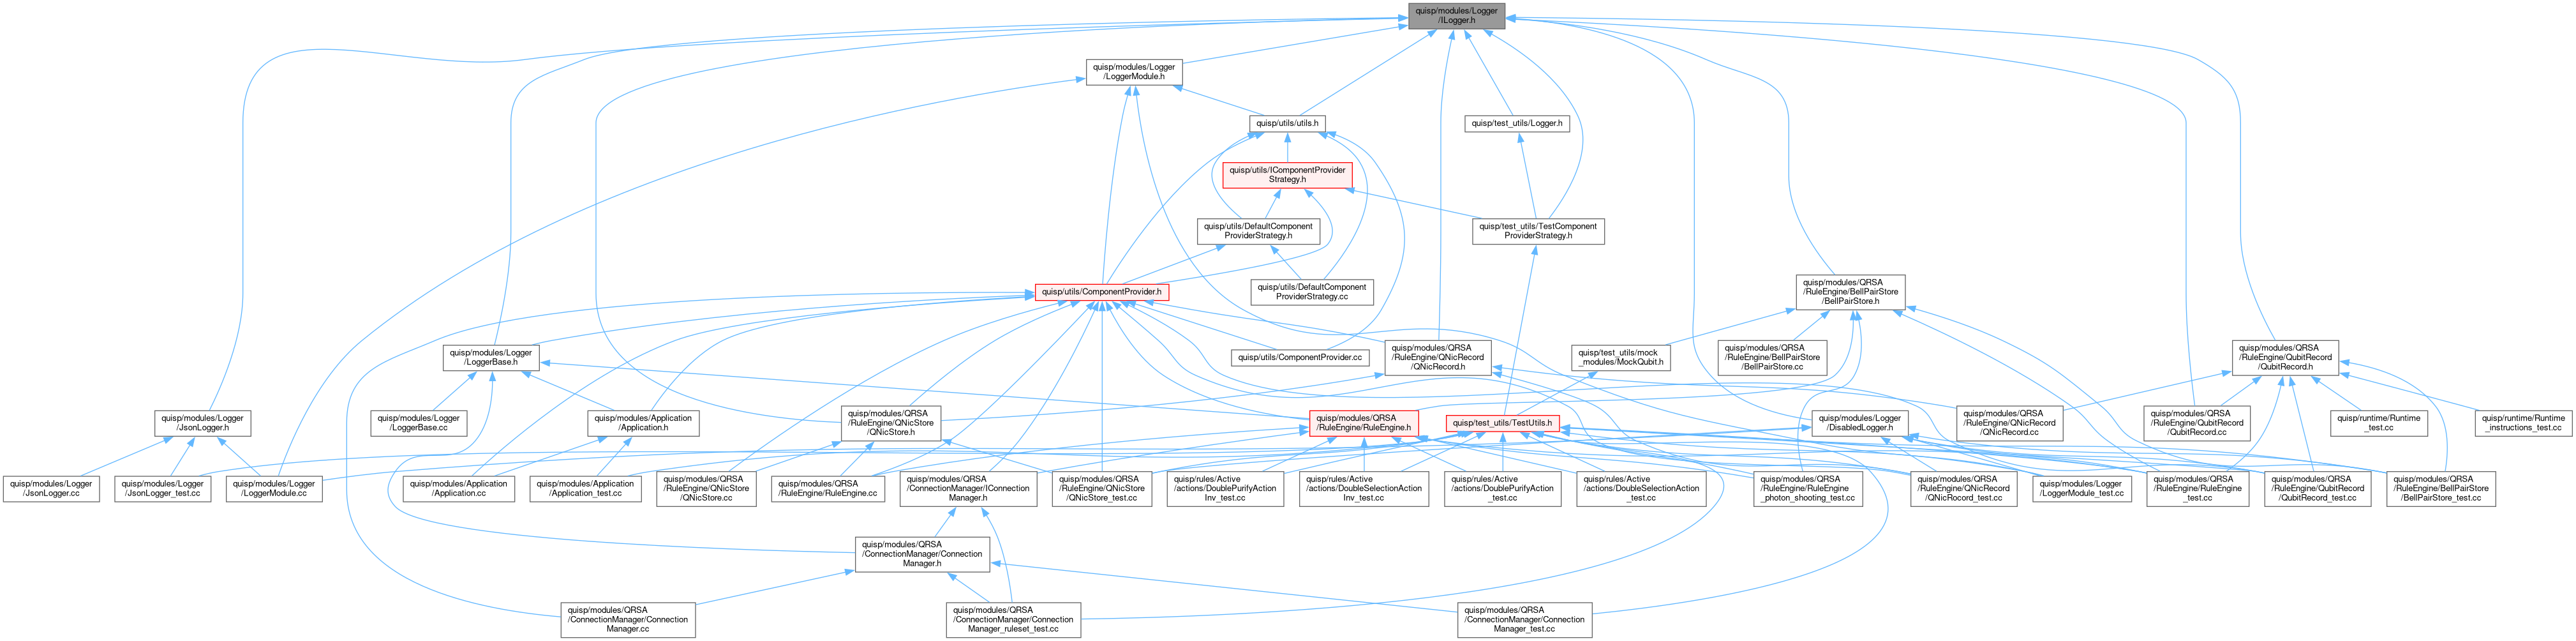 quisp/modules/Logger
/ILogger.h
quisp/modules/Logger
/LoggerModule.h
quisp/utils/utils.h
quisp/test_utils/Logger.h
quisp/utils/IComponentProvider
Strategy.h
quisp/utils/DefaultComponent
ProviderStrategy.h
quisp/test_utils/TestComponent
ProviderStrategy.h
quisp/utils/ComponentProvider.h
quisp/utils/DefaultComponent
ProviderStrategy.cc
quisp/modules/QRSA
/RuleEngine/BellPairStore
/BellPairStore.h
quisp/modules/Logger
/LoggerBase.h
quisp/utils/ComponentProvider.cc
quisp/modules/QRSA
/RuleEngine/QNicRecord
/QNicRecord.h
quisp/test_utils/mock
_modules/MockQubit.h
quisp/modules/QRSA
/RuleEngine/BellPairStore
/BellPairStore.cc
quisp/modules/QRSA
/RuleEngine/QubitRecord
/QubitRecord.h
quisp/modules/Logger
/JsonLogger.h
quisp/modules/Logger
/LoggerBase.cc
quisp/modules/Application
/Application.h
quisp/modules/QRSA
/RuleEngine/QNicStore
/QNicStore.h
quisp/modules/QRSA
/RuleEngine/RuleEngine.h
quisp/test_utils/TestUtils.h
quisp/modules/Logger
/DisabledLogger.h
quisp/modules/QRSA
/RuleEngine/QNicRecord
/QNicRecord.cc
quisp/modules/QRSA
/RuleEngine/QubitRecord
/QubitRecord.cc
quisp/runtime/Runtime
_test.cc
quisp/runtime/Runtime
_instructions_test.cc
quisp/modules/Logger
/JsonLogger.cc
quisp/modules/Logger
/JsonLogger_test.cc
quisp/modules/Logger
/LoggerModule.cc
quisp/modules/Application
/Application.cc
quisp/modules/Application
/Application_test.cc
quisp/modules/QRSA
/RuleEngine/QNicStore
/QNicStore.cc
quisp/modules/QRSA
/RuleEngine/RuleEngine.cc
quisp/modules/QRSA
/ConnectionManager/IConnection
Manager.h
quisp/modules/QRSA
/RuleEngine/QNicStore
/QNicStore_test.cc
quisp/rules/Active
/actions/DoublePurifyAction
Inv_test.cc
quisp/rules/Active
/actions/DoubleSelectionAction
Inv_test.cc
quisp/rules/Active
/actions/DoublePurifyAction
_test.cc
quisp/rules/Active
/actions/DoubleSelectionAction
_test.cc
quisp/modules/QRSA
/RuleEngine/RuleEngine
_photon_shooting_test.cc
quisp/modules/QRSA
/RuleEngine/QNicRecord
/QNicRocord_test.cc
quisp/modules/Logger
/LoggerModule_test.cc
quisp/modules/QRSA
/RuleEngine/RuleEngine
_test.cc
quisp/modules/QRSA
/RuleEngine/QubitRecord
/QubitRecord_test.cc
quisp/modules/QRSA
/RuleEngine/BellPairStore
/BellPairStore_test.cc
quisp/modules/QRSA
/ConnectionManager/Connection
Manager.h
quisp/modules/QRSA
/ConnectionManager/Connection
Manager.cc
quisp/modules/QRSA
/ConnectionManager/Connection
Manager_ruleset_test.cc
quisp/modules/QRSA
/ConnectionManager/Connection
Manager_test.cc